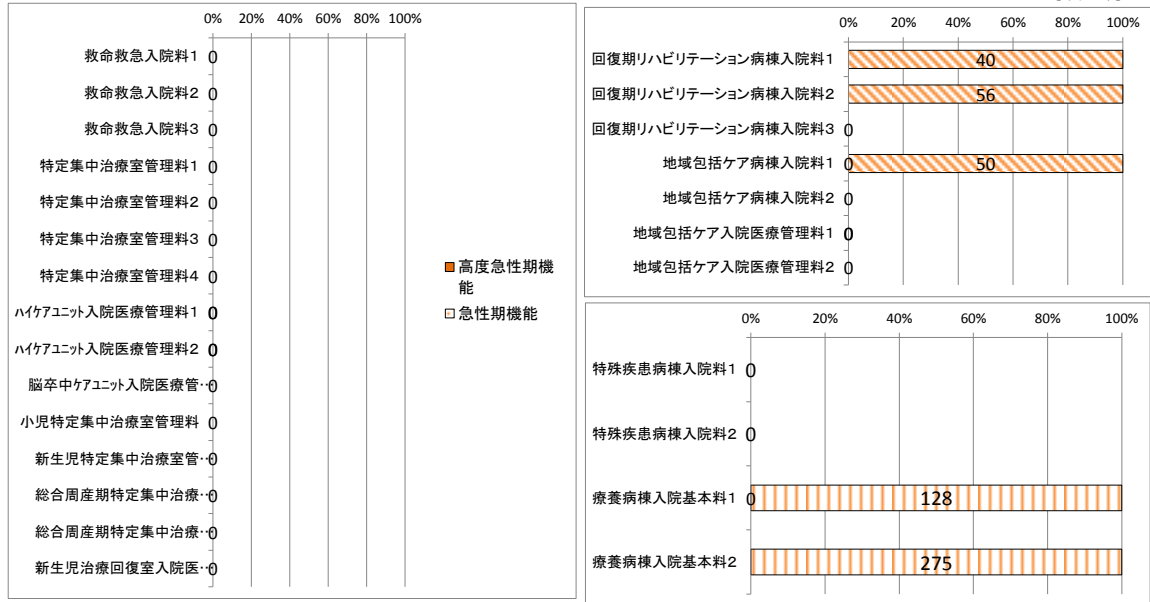 0% 20% 40% 60% 80% 100%
救命救急入院料1 0
救命救急入院料2 0
救命救急入院料3 0
特定集中治療室管理料1 0
特定集中治療室管理料2 0
特定集中治療室管理料3 0
特定集中治療室管理料4 0
ハイケアユニット入院医療管理料1 0
ハイケアユニット入院医療管理料2 0
脳卒中ケアユニット入院医療管… 0
小児特定集中治療室管理料 0
新生児特定集中治療室管… 0
総合周産期特定集中治療… 0
総合周産期特定集中治療… 0
新生児治療回復室入院医… 0
高度急性期機
能
急性期機能
0% 20% 40% 60% 80% 100%
回復期リハビリテーション病棟入院料1 40
回復期リハビリテーション病棟入院料2 56
回復期リハビリテーション病棟入院料3 0
地域包括ケア病棟入院料1 0 50
地域包括ケア病棟入院料2 0
地域包括ケア入院医療管理料1 0
地域包括ケア入院医療管理料2 0
0% 20% 40% 60% 80% 100%
特殊疾患病棟入院料1 0
特殊疾患病棟入院料2 0
療養病棟入院基本料1 0 128
療養病棟入院基本料2 275